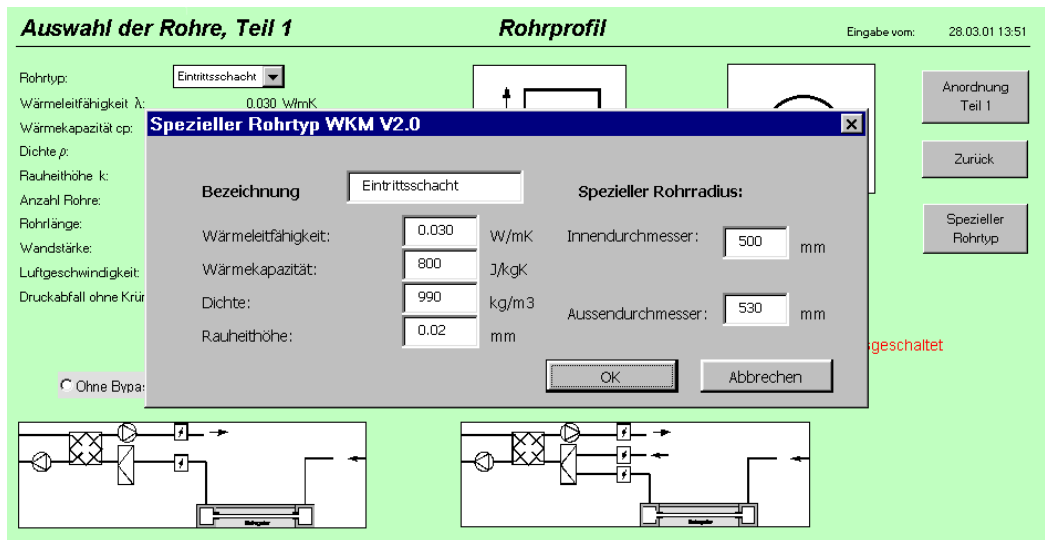 Auswahl der Rohre, Teil 1 Rohrprofil Eingabe vom: 28.03.01 13:51
Rohrtyp: Eintrittsschacht
Wärmeleitfähigkeit λ: 0.030 W/mK
Wärmekapazität cp:
Dichte ρ:
Rauheithöhe k:
Anzahl Rohre:
Rohrlänge:
Wandstärke:
Luftgeschwindigkeit:
Druckabfall ohne Krür
Anordnung
Teil 1
Zurück
Spezieller
Rohrtyp
Spezieller Rohrtyp WKM V2.0
Bezeichnung Eintrittsschacht Spezieller Rohrradius:
Wärmeleitfähigkeit: 0.030 W/mK Innendurchmesser: 500 mm
Wärmekapazität: 800 J/kgK
Dichte: 990 kg/m3 Aussendurchmesser: 530 mm
Rauheithöhe: 0.02 mm
OK Abbrechen
sgeschaltet
Ohne Bypa